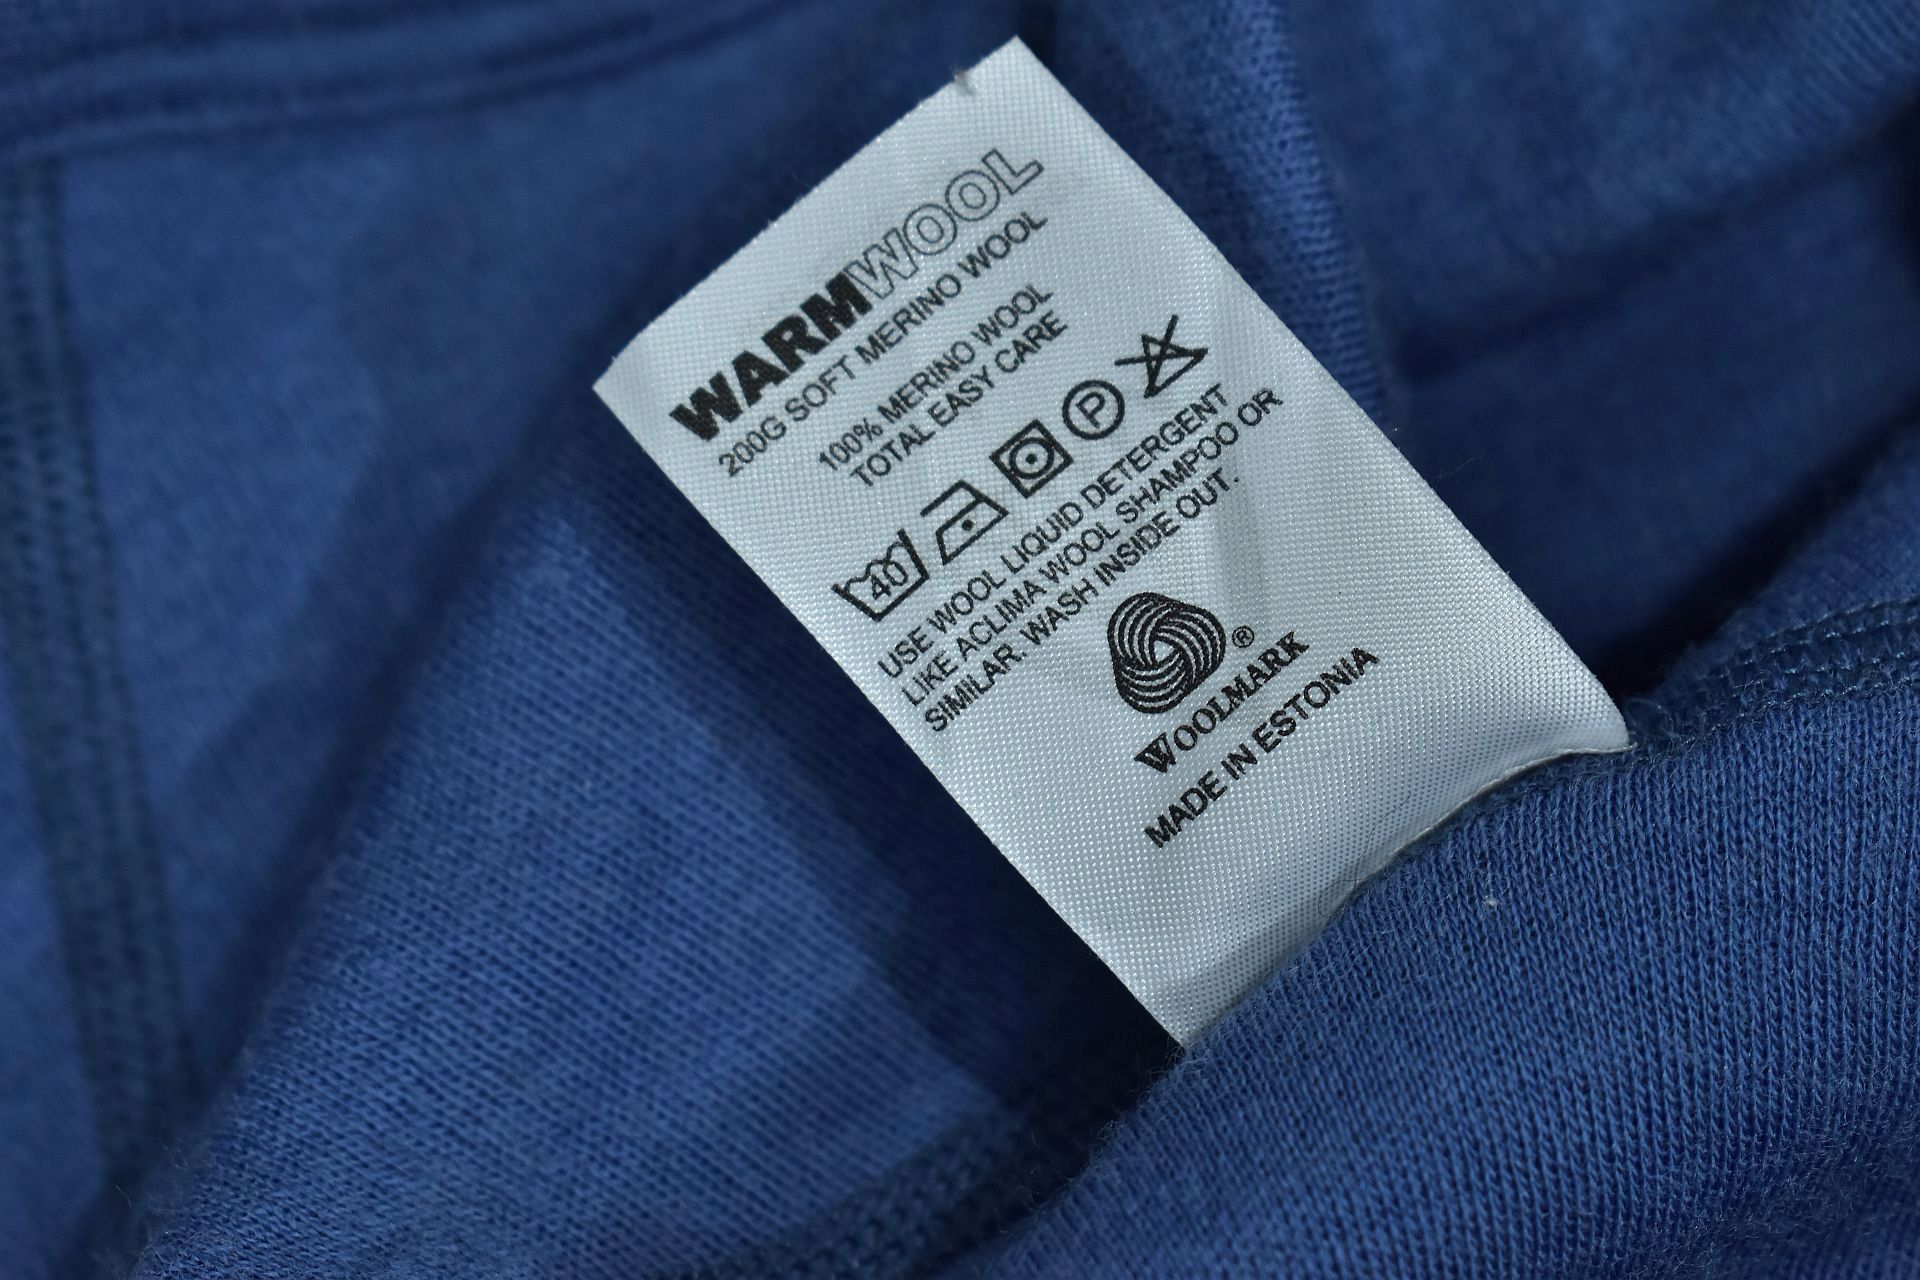 WARMWOOL
200G SOFT MERINO WOOL
100% MERINO WOOL
TOTAL EASY CARE
40 P
USE WOOL LIQUID DETERGENT
LIKE ACLIMA WOOL SHAMPOO OR
SIMILAR. WASH INSIDE OUT.
®
WOOLMARK
MADE IN ESTONIA